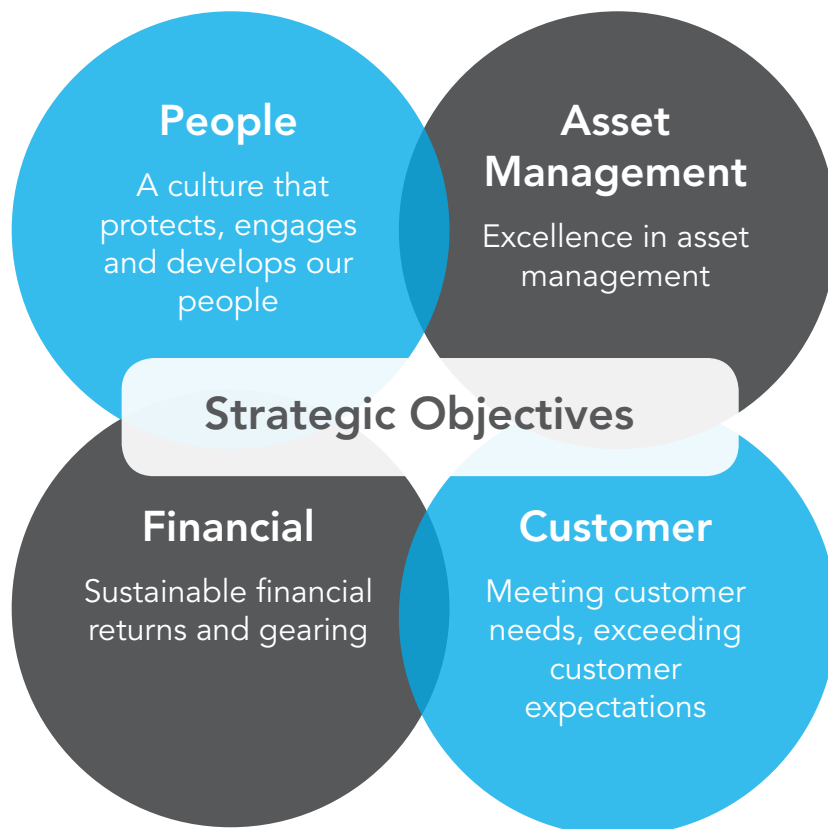 People
A culture that
protects, engages
and develops our
people
Asset
Management
Excellence in asset
management
Strategic Objectives
Financial
Sustainable financial
returns and gearing
Customer
Meeting customer
needs, exceeding
customer
expectations